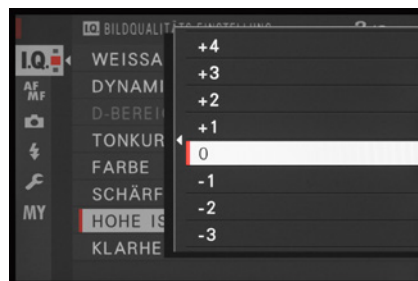 IQ BILDQUALITÄTS-EINSTELLUNG
I.Q.
WEISSA
AF
MF
DYNAMI
D-BEREI
TONKUR
FARBE
SCHÄRF
MY
HOHE IS
KLARHE
+4
+3
+2
+1
0
-1
-2
-3